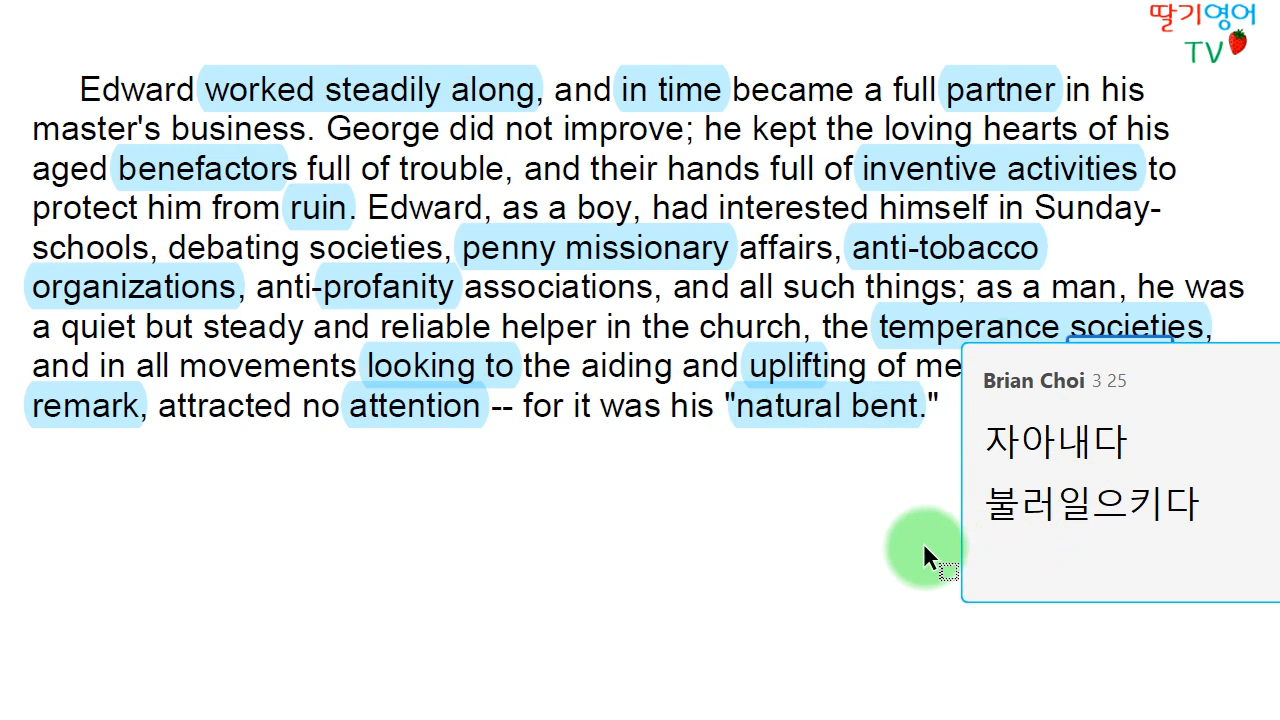 딸기영어
TV
Edward worked steadily along, and in time became a full partner in his
master's business. George did not improve; he kept the loving hearts of his
aged benefactors full of trouble, and their hands full of inventive activities to
protect him from ruin. Edward, as a boy, had interested himself in Sunday-
schools, debating societies, penny missionary affairs, anti-tobacco
organizations, anti-profanity associations, and all such things; as a man, he was
a quiet but steady and reliable helper in the church, the temperance societies,
and in all movements looking to the aiding and uplifting of me
remark, attracted no attention -- for it was his "natural bent."
Brian Choi 3 25
자아내다
불러일으키다